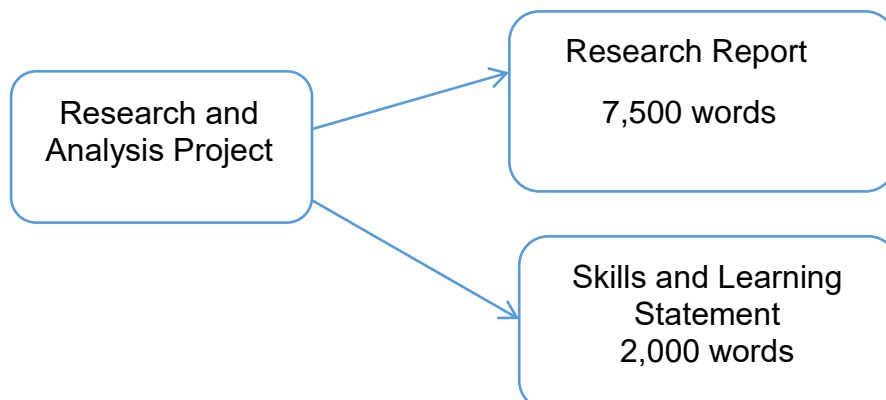 Research and
Analysis Project
Research Report
7,500 words
Skills and Learning
Statement
2,000 words